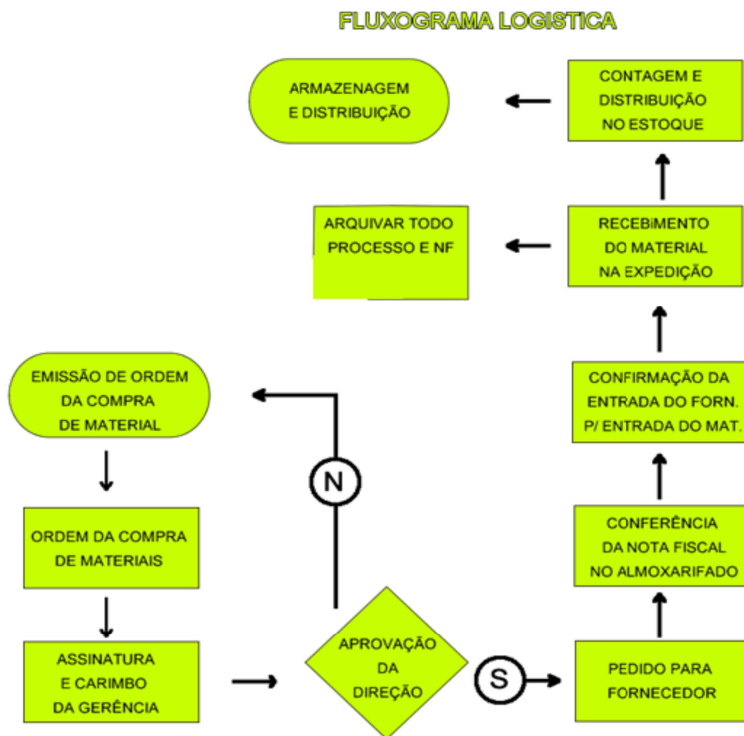 FLUXOGRAMA LOGISTICA
ARMAZENAGEM
E DISTRIBUIÇÃO
CONTAGEM E
DISTRIBUIÇÃO
NO ESTOQUE
ARQUIVAR TODO
PROCESSO E NF
RECEBiMENTO
DO MATERIAL
NA EXPEDIÇÃO
EMISSÃO DE ORDEM
DA COMPRA
DE MATERIAL
CONFIRMAÇÃO DA
ENTRADA DO FORN.
P/ ENTRADA DO MAT.
N
ORDEM DA COMPRA
DE MATERIAIS
CONFERÊNCIA
DA NOTA FISCAL
NO ALMOXARIFADO
ASSINATURA
E CARIMBO
DA GERÊNCIA
APROVAÇÃO
DA
DIREÇÃO
S
PEDIDO PARA
FORNECEDOR